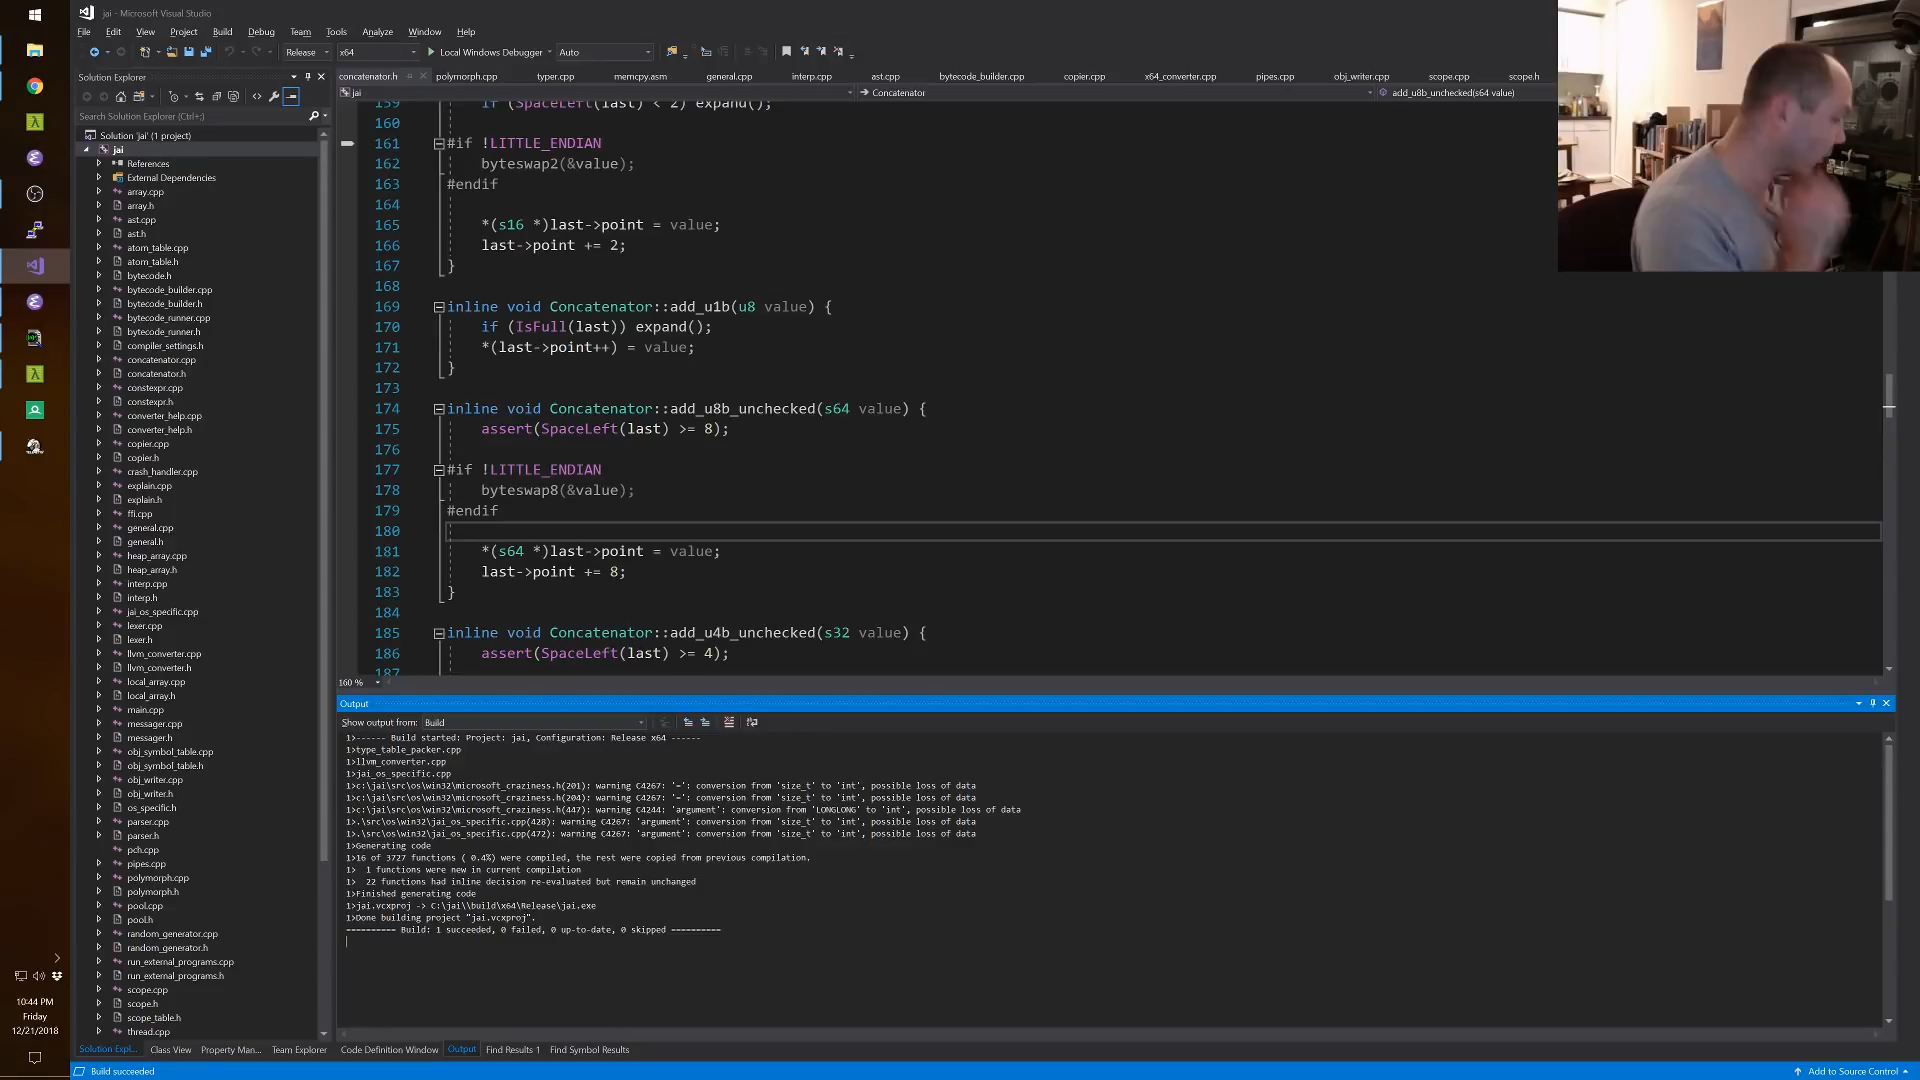 jai - Microsoft Visual Studio
File Edit View Project Build Debug Team Tools Analyze Window Help
Release x64 Local Windows Debugger Auto
Solution Explorer
Search Solution Explorer (Ctrl+;)
Solution 'jai' (1 project)
jai
References
External Dependencies
array.cpp
array.h
ast.cpp
ast.h
atom_table.cpp
atom_table.h
bytecode.h
bytecode_builder.cpp
bytecode_builder.h
bytecode_runner.cpp
bytecode_runner.h
compiler_settings.h
concatenator.cpp
concatenator.h
constexpr.cpp
constexpr.h
converter_help.cpp
converter_help.h
copier.cpp
copier.h
crash_handler.cpp
explain.cpp
explain.h
ffi.cpp
general.cpp
general.h
heap_array.cpp
heap_array.h
interp.cpp
interp.h
jai_os_specific.cpp
lexer.cpp
lexer.h
llvm_converter.cpp
llvm_converter.h
local_array.cpp
local_array.h
main.cpp
messager.cpp
messager.h
obj_symbol_table.cpp
obj_symbol_table.h
obj_writer.cpp
obj_writer.h
os_specific.h
parser.cpp
parser.h
pch.cpp
pipes.cpp
polymorph.cpp
polymorph.h
pool.cpp
pool.h
random_generator.cpp
random_generator.h
run_external_programs.cpp
run_external_programs.h
scope.cpp
scope.h
scope_table.h
thread.cpp
Solution Expl... Class View Property Man... Team Explorer
concatenator.h polymorph.cpp typer.cpp memcpy.asm general.cpp interp.cpp ast.cpp bytecode_builder.cpp copier.cpp x64_converter.cpp pipes.cpp obj_writer.cpp scope.cpp scope.h
jai Concatenator add_u8b_unchecked(s64 value)
159 if (SpaceLeft(last) < 2) expand();
160
161 #if !LITTLE_ENDIAN
162 byteswap2(&value);
163 #endif
164
165 *(s16 *)last->point = value;
166 last->point += 2;
167 }
168
169 inline void Concatenator::add_u1b(u8 value) {
170 if (IsFull(last)) expand();
171 *(last->point++) = value;
172 }
173
174 inline void Concatenator::add_u8b_unchecked(s64 value) {
175 assert(SpaceLeft(last) >= 8);
176
177 #if !LITTLE_ENDIAN
178 byteswap8(&value);
179 #endif
180
181 *(s64 *)last->point = value;
182 last->point += 8;
183 }
184
185 inline void Concatenator::add_u4b_unchecked(s32 value) {
186 assert(SpaceLeft(last) >= 4);
187
160 %
Output
Show output from: Build
1>------ Build started: Project: jai, Configuration: Release x64 ------
1>type_table_packer.cpp
1>llvm_converter.cpp
1>jai_os_specific.cpp
1>c:\jai\src\os\win32\microsoft_craziness.h(201): warning C4267: '=': conversion from 'size_t' to 'int', possible loss of data
1>c:\jai\src\os\win32\microsoft_craziness.h(204): warning C4267: '=': conversion from 'size_t' to 'int', possible loss of data
1>c:\jai\src\os\win32\microsoft_craziness.h(447): warning C4244: 'argument': conversion from 'LONGLONG' to 'int', possible loss of data
1>.\src\os\win32\jai_os_specific.cpp(428): warning C4267: 'argument': conversion from 'size_t' to 'int', possible loss of data
1>.\src\os\win32\jai_os_specific.cpp(472): warning C4267: 'argument': conversion from 'size_t' to 'int', possible loss of data
1>Generating code
1>16 of 3727 functions ( 0.4%) were compiled, the rest were copied from previous compilation.
1> 1 functions were new in current compilation
1> 22 functions had inline decision re-evaluated but remain unchanged
1>Finished generating code
1>jai.vcxproj -> C:\jai\\build\x64\Release\jai.exe
1>Done building project "jai.vcxproj".
========== Build: 1 succeeded, 0 failed, 0 up-to-date, 0 skipped ==========
Code Definition Window Output Find Results 1 Find Symbol Results
10:44 PM
Friday
12/21/2018
Build succeeded
Add to Source Control